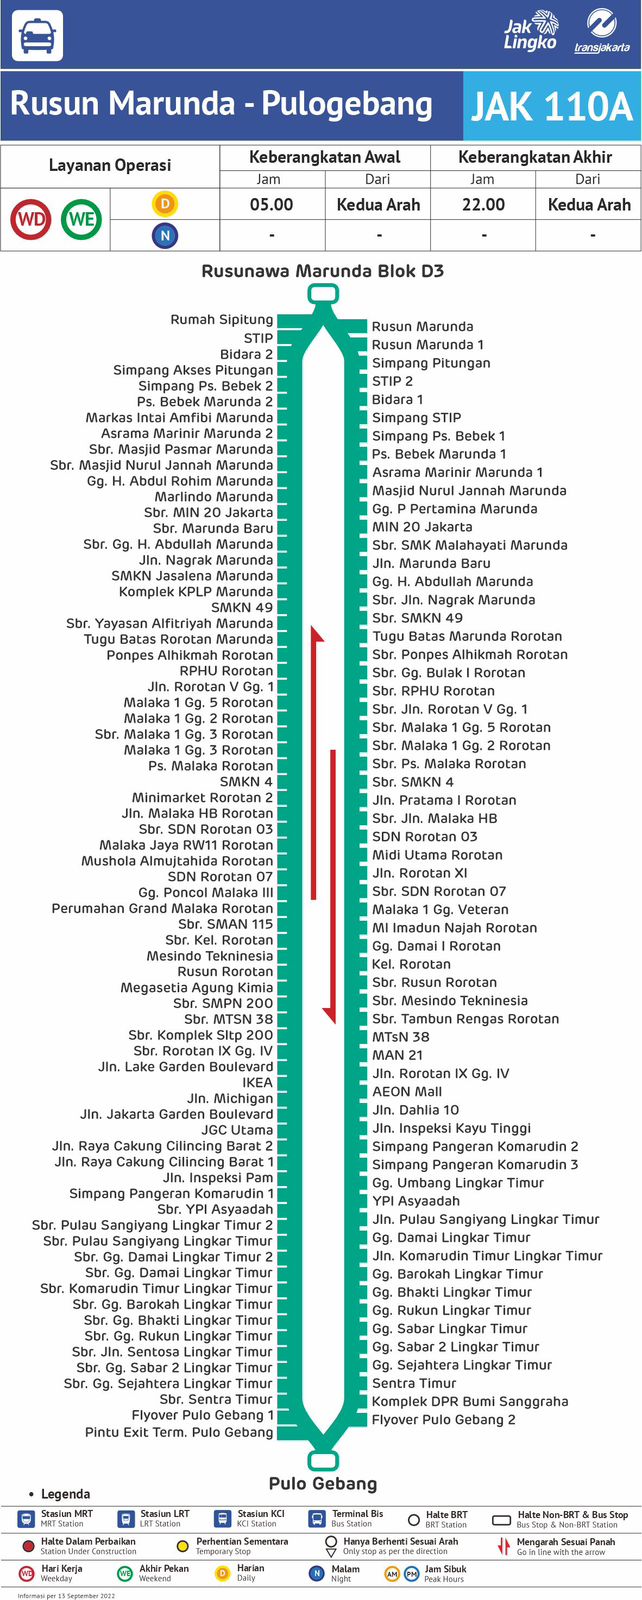 Jak
Lingko
transjakarta
Rusun Marunda - Pulogebang
JAK 110A
Layanan Operasi
Keberangkatan Awal
Keberangkatan Akhir
Jam
Dari
Jam
Dari
WD
WE
D
05.00
Kedua Arah
22.00
Kedua Arah
N
-
-
-
-
Rusunawa Marunda Blok D3
Rumah Sipitung
STIP
Bidara 2
Simpang Akses Pitungan
Simpang Ps. Bebek 2
Ps. Bebek Marunda 2
Markas Intai Amfibi Marunda
Asrama Marinir Marunda 2
Sbr. Masjid Pasmar Marunda
Sbr. Masjid Nurul Jannah Marunda
Gg. H. Abdul Rohim Marunda
Marlindo Marunda
Sbr. MIN 20 Jakarta
Sbr. Marunda Baru
Sbr. Gg. H. Abdullah Marunda
Jln. Nagrak Marunda
SMKN Jasalena Marunda
Komplek KPLP Marunda
SMKN 49
Sbr. Yayasan Alfitriyah Marunda
Tugu Batas Rorotan Marunda
Ponpes Alhikmah Rorotan
RPHU Rorotan
Jln. Rorotan V Gg. 1
Malaka 1 Gg. 5 Rorotan
Malaka 1 Gg. 2 Rorotan
Sbr. Malaka 1 Gg. 3 Rorotan
Malaka 1 Gg. 3 Rorotan
Ps. Malaka Rorotan
SMKN 4
Minimarket Rorotan 2
Jln. Malaka HB Rorotan
Sbr. SDN Rorotan 03
Malaka Jaya RW11 Rorotan
Mushola Almujtahida Rorotan
SDN Rorotan 07
Gg. Poncol Malaka III
Perumahan Grand Malaka Rorotan
Sbr. SMAN 115
Sbr. Kel. Rorotan
Mesindo Tekninesia
Rusun Rorotan
Megasetia Agung Kimia
Sbr. SMPN 200
Sbr. MTSN 38
Sbr. Komplek Sltp 200
Sbr. Rorotan IX Gg. IV
Jln. Lake Garden Boulevard
IKEA
Jln. Michigan
Jln. Jakarta Garden Boulevard
JGC Utama
Jln. Raya Cakung Cilincing Barat 2
Jln. Raya Cakung Cilincing Barat 1
Jln. Inspeksi Pam
Simpang Pangeran Komarudin 1
Sbr. YPI Asyaadah
Sbr. Pulau Sangiyang Lingkar Timur 2
Sbr. Pulau Sangiyang Lingkar Timur
Sbr. Gg. Damai Lingkar Timur 2
Sbr. Gg. Damai Lingkar Timur
Sbr. Komarudin Timur Lingkar Timur
Sbr. Gg. Barokah Lingkar Timur
Sbr. Gg. Bhakti Lingkar Timur
Sbr. Gg. Rukun Lingkar Timur
Sbr. Jln. Sentosa Lingkar Timur
Sbr. Gg. Sabar 2 Lingkar Timur
Sbr. Gg. Sejahtera Lingkar Timur
Sbr. Sentra Timur
Flyover Pulo Gebang 1
Pintu Exit Term. Pulo Gebang
Rusun Marunda
Rusun Marunda 1
Simpang Pitungan
STIP 2
Bidara 1
Simpang STIP
Simpang Ps. Bebek 1
Ps. Bebek Marunda 1
Asrama Marinir Marunda 1
Masjid Nurul Jannah Marunda
Gg. P Pertamina Marunda
MIN 20 Jakarta
Sbr. SMK Malahayati Marunda
Jln. Marunda Baru
Gg. H. Abdullah Marunda
Sbr. Jln. Nagrak Marunda
Sbr. SMKN 49
Tugu Batas Marunda Rorotan
Sbr. Ponpes Alhikmah Rorotan
Sbr. Gg. Bulak I Rorotan
Sbr. RPHU Rorotan
Sbr. Jln. Rorotan V Gg. 1
Sbr. Malaka 1 Gg. 5 Rorotan
Sbr. Malaka 1 Gg. 2 Rorotan
Sbr. Ps. Malaka Rorotan
Sbr. SMKN 4
Jln. Pratama I Rorotan
Sbr. Jln. Malaka HB
SDN Rorotan 03
Midi Utama Rorotan
Jln. Rorotan XI
Sbr. SDN Rorotan 07
Malaka 1 Gg. Veteran
MI Imadun Najah Rorotan
Gg. Damai I Rorotan
Kel. Rorotan
Sbr. Rusun Rorotan
Sbr. Mesindo Tekninesia
Sbr. Tambun Rengas Rorotan
MTsN 38
MAN 21
Jln. Rorotan IX Gg. IV
AEON Mall
Jln. Dahlia 10
Jln. Inspeksi Kayu Tinggi
Simpang Pangeran Komarudin 2
Simpang Pangeran Komarudin 3
Gg. Umbang Lingkar Timur
YPI Asyaadah
Jln. Pulau Sangiyang Lingkar Timur
Gg. Damai Lingkar Timur
Jln. Komarudin Timur Lingkar Timur
Gg. Barokah Lingkar Timur
Gg. Bhakti Lingkar Timur
Gg. Rukun Lingkar Timur
Gg. Sabar Lingkar Timur
Gg. Sabar 2 Lingkar Timur
Gg. Sejahtera Lingkar Timur
Sentra Timur
Komplek DPR Bumi Sanggraha
Flyover Pulo Gebang 2
Pulo Gebang
• Legenda
Stasiun MRT
MRT Station
Stasiun LRT
LRT Station
Stasiun KCI
KCI Station
Terminal Bis
Bus Station
Halte BRT
BRT Station
Halte Non-BRT & Bus Stop
Bus Stop & Non-BRT Station
Halte Dalam Perbaikan
Station Under Construction
Perhentian Sementara
Temporary Stop
Hanya Berhenti Sesuai Arah
Only stop as per the direction
Mengarah Sesuai Panah
Go in line with the arrow
WD
Hari Kerja
Weekday
WE
Akhir Pekan
Weekend
D
Harian
Daily
N
Malam
Night
AM
PM
Jam Sibuk
Peak Hours
Informasi per 13 September 2022